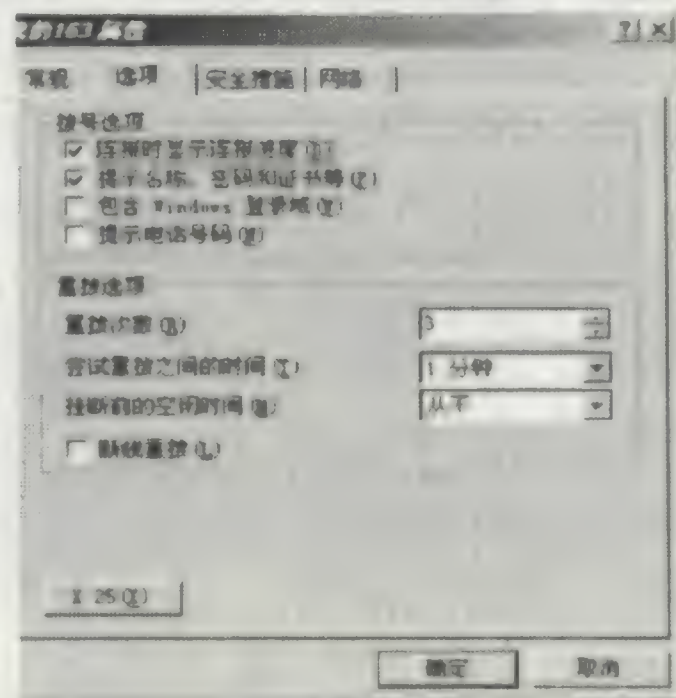 的163属性
常规 选项 安全措施 网络
拨号选项
连接时显示连接进度
提示名称、密码和证书等(P)
包含 Windows 登录域(W)
提示电话号码
重拨选项
重拨次数(R) 3
尝试重拨之间的时间(T) 1 分钟
挂断前的空闲时间 从不
断线重拨(L)
X.25(X)
确定 取消